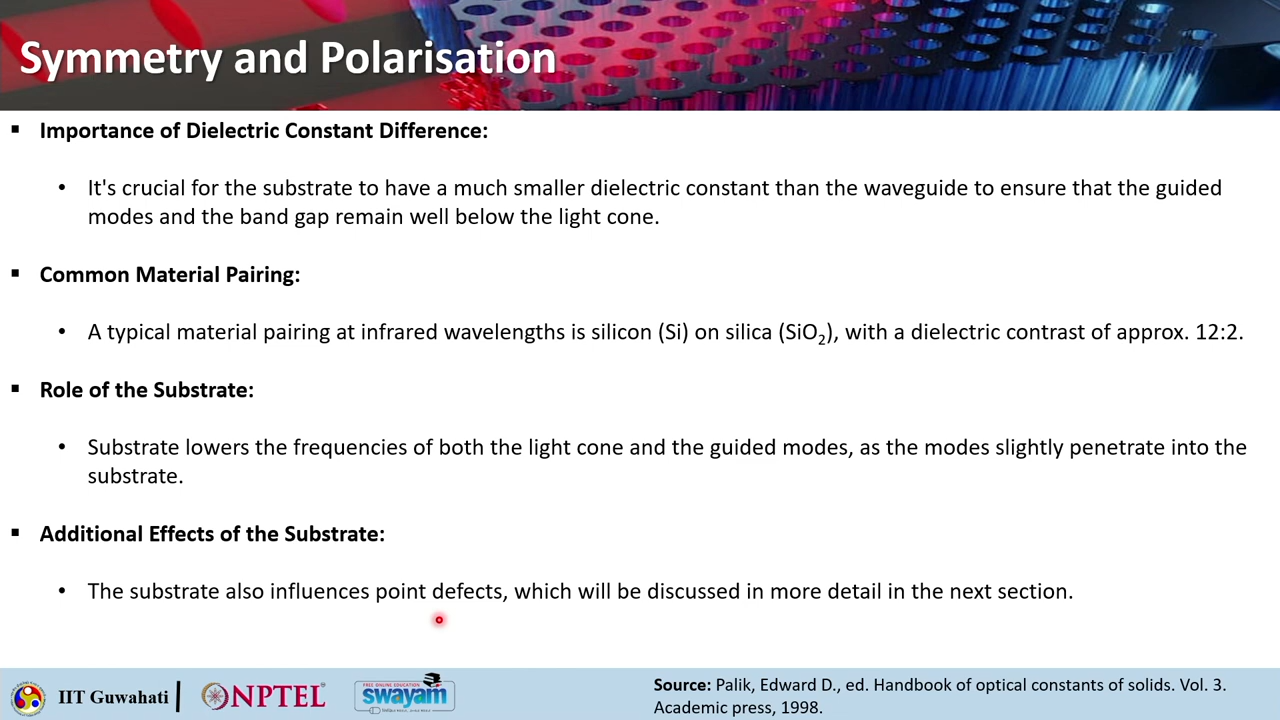 Symmetry and Polarisation
▪ Importance of Dielectric Constant Difference:
• It's crucial for the substrate to have a much smaller dielectric constant than the waveguide to ensure that the guided
modes and the band gap remain well below the light cone.
▪ Common Material Pairing:
• A typical material pairing at infrared wavelengths is silicon (Si) on silica (SiO₂), with a dielectric contrast of approx. 12:2.
▪ Role of the Substrate:
• Substrate lowers the frequencies of both the light cone and the guided modes, as the modes slightly penetrate into the
substrate.
▪ Additional Effects of the Substrate:
• The substrate also influences point defects, which will be discussed in more detail in the next section.
IIT Guwahati
NPTEL
FREE ONLINE EDUCATION
swayam
Source: Palik, Edward D., ed. Handbook of optical constants of solids. Vol. 3.
Academic press, 1998.